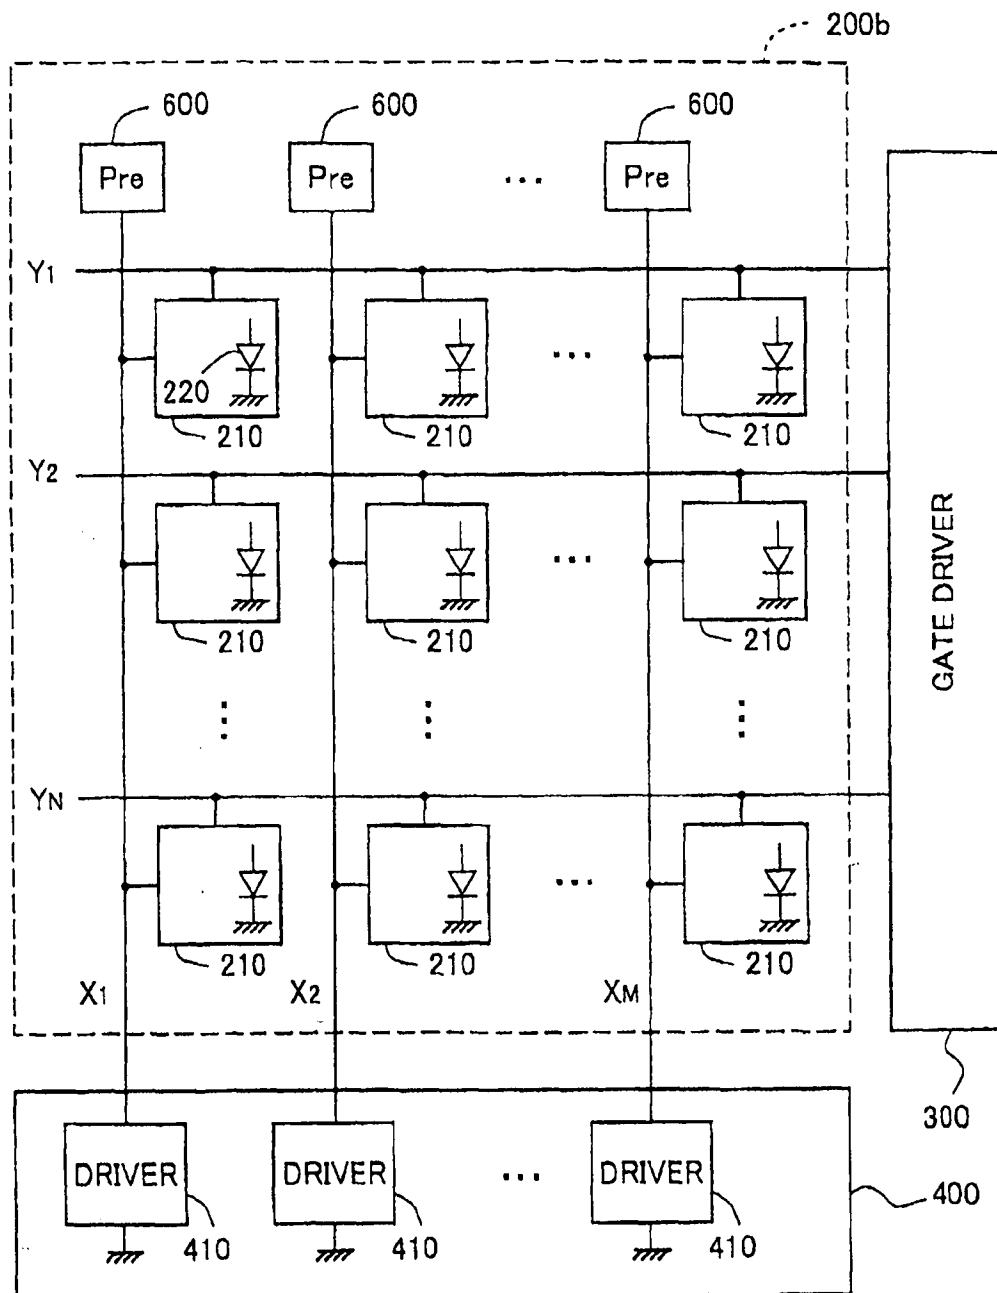 200b
600 600 600
Pre Pre ... Pre
Y1
220
...
210 210 210
Y2
...
210 210 210
... ... ...
YN
...
210 210 210
X1 X2 XM
GATE DRIVER
300
DRIVER DRIVER ... DRIVER
400
410 410 410